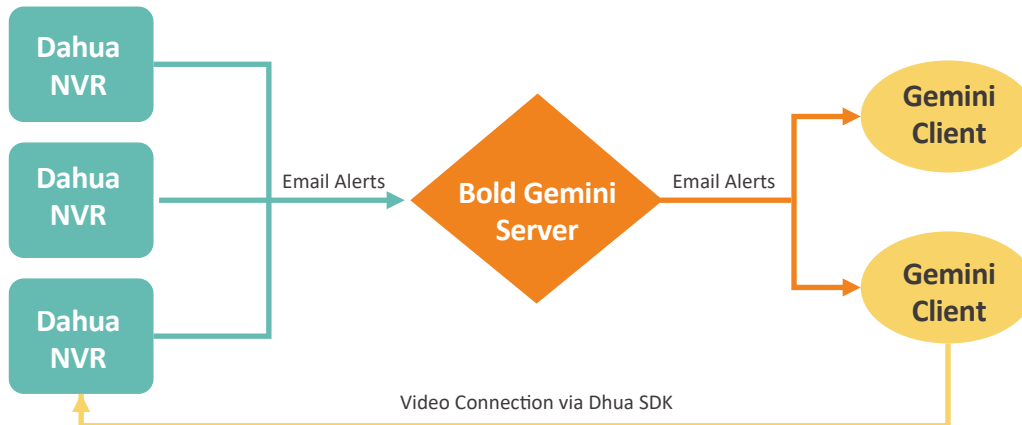 Dahua
NVR
Dahua
NVR
Dahua
NVR
Email Alerts
Bold Gemini
Server
Email Alerts
Gemini
Client
Gemini
Client
Video Connection via Dhua SDK